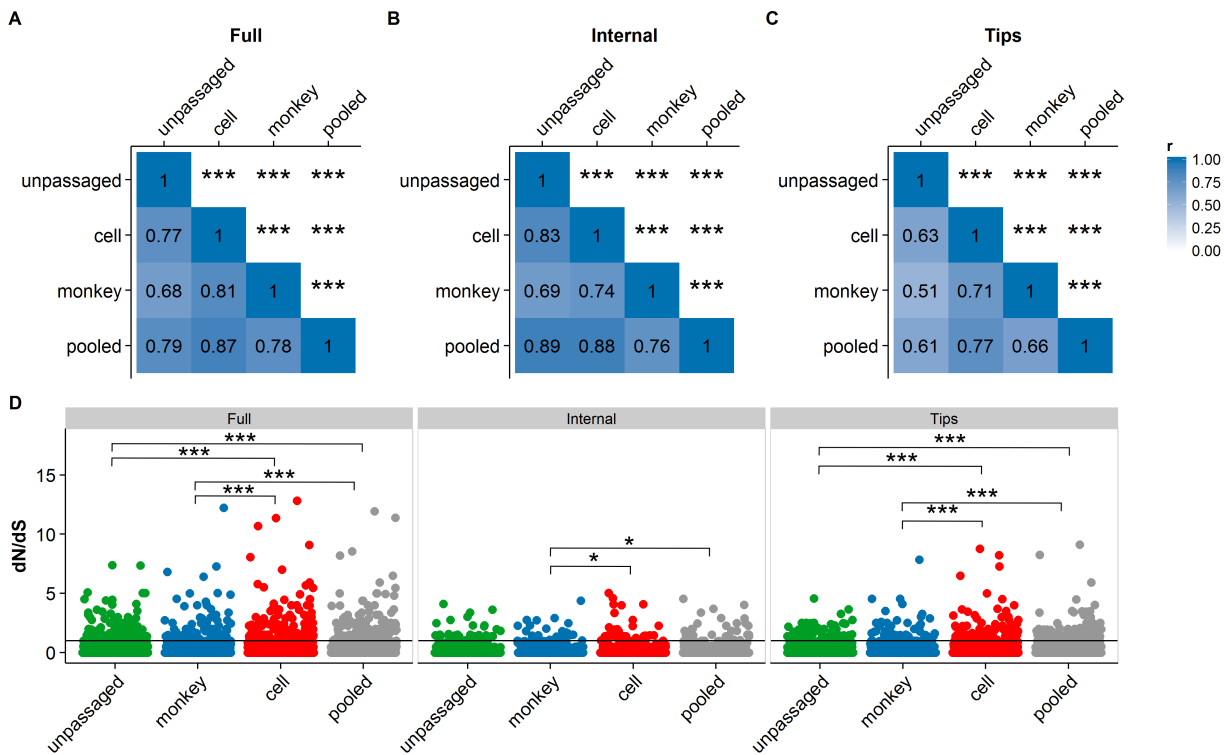 A
B
C
Full
Internal
Tips
unpassaged cell monkey pooled
unpassaged cell monkey pooled
unpassaged cell monkey pooled
unpassaged 1 *** *** ***
cell 0.77 1 *** ***
monkey 0.68 0.81 1 ***
pooled 0.79 0.87 0.78 1
unpassaged 1 *** *** ***
cell 0.83 1 *** ***
monkey 0.69 0.74 1 ***
pooled 0.89 0.88 0.76 1
unpassaged 1 *** *** ***
cell 0.63 1 *** ***
monkey 0.51 0.71 1 ***
pooled 0.61 0.77 0.66 1
r
1.00
0.75
0.50
0.25
0.00
D
Full
Internal
Tips
dN/dS
15
10
5
0
***
***
***
***
*
*
***
***
***
***
unpassaged monkey cell pooled
unpassaged monkey cell pooled
unpassaged monkey cell pooled